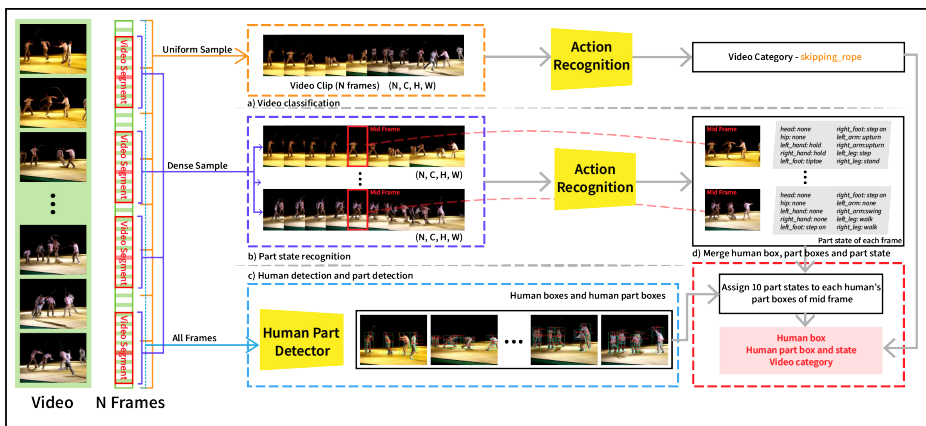 Video Segment
Video Segment
Video Segment
Video Segment
Video
N Frames
Uniform Sample
Dense Sample
All Frames
Video Clip (N frames) (N, C, H, W)
a) Video classification
Action
Recognition
Video Category - skipping_rope
Mid Frame
(N, C, H, W)
Mid Frame
(N, C, H, W)
b) Part state recognition
Action
Recognition
Mid Frame
head: none
hip: none
left_hand: hold
right_hand: hold
left_foot: tiptoe
right_foot: step on
left_arm: upturn
right_arm:upturn
left_leg: step
right_leg: stand
Mid Frame
head: none
hip: none
left_hand: none
right_hand: none
left_foot: step on
right_foot: step on
left_arm: none
right_arm:swing
left_leg: walk
right_leg: walk
Part state of each frame
c) Human detection and part detection
Human Part
Detector
Human boxes and human part boxes
d) Merge human box, part boxes and part state
Assign 10 part states to each human's
part boxes of mid frame
Human box
Human part box and state
Video category